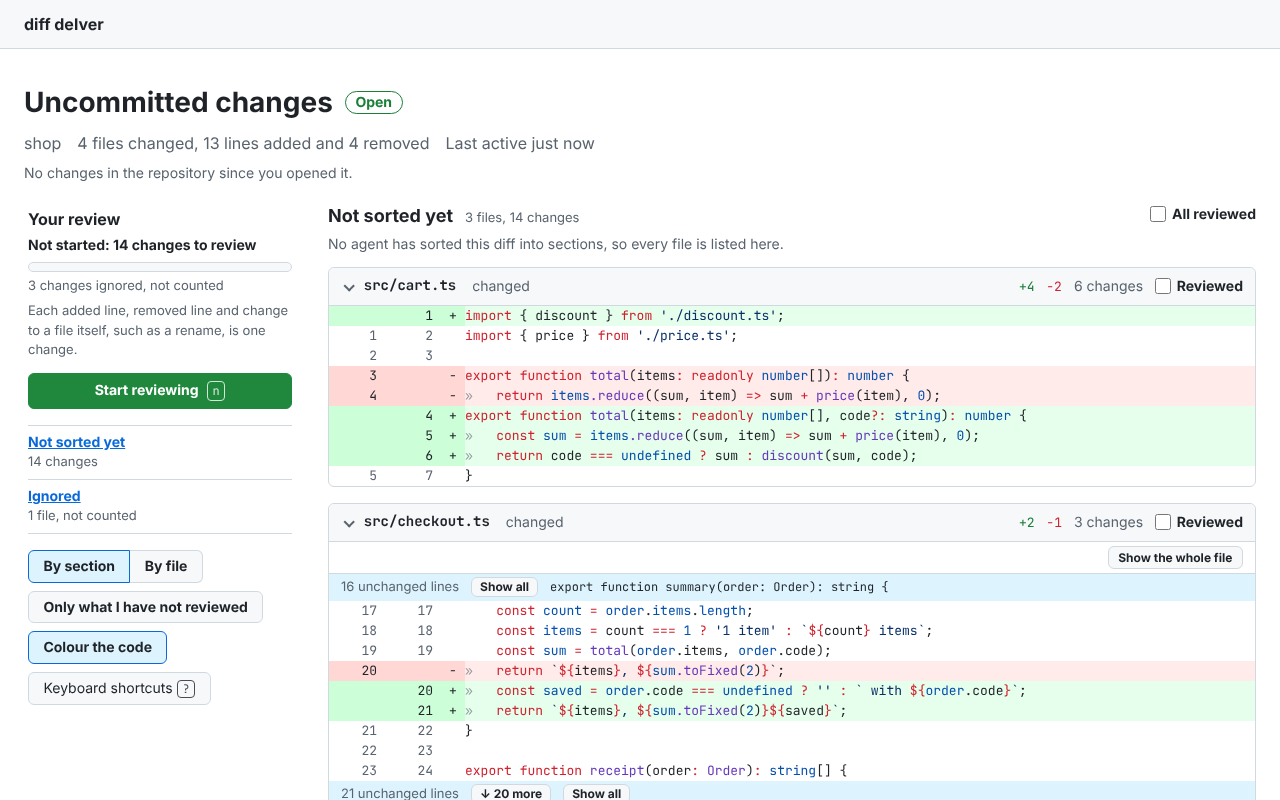 diff delver
Uncommitted changes Open
shop 4 files changed, 13 lines added and 4 removed Last active just now
No changes in the repository since you opened it.
Your review
Not started: 14 changes to review
3 changes ignored, not counted
Each added line, removed line and change
to a file itself, such as a rename, is one
change.
Start reviewing n
Not sorted yet
14 changes
Ignored
1 file, not counted
By section By file
Only what I have not reviewed
Colour the code
Keyboard shortcuts ?
Not sorted yet 3 files, 14 changes All reviewed
No agent has sorted this diff into sections, so every file is listed here.
src/cart.ts changed +4 -2 6 changes Reviewed
1 + import { discount } from './discount.ts';
1 2 import { price } from './price.ts';
2 3
3 - export function total(items: readonly number[]): number {
4 - » return items.reduce((sum, item) => sum + price(item), 0);
4 + export function total(items: readonly number[], code?: string): number {
5 + » const sum = items.reduce((sum, item) => sum + price(item), 0);
6 + » return code === undefined ? sum : discount(sum, code);
5 7 }
src/checkout.ts changed +2 -1 3 changes Reviewed
Show the whole file
16 unchanged lines Show all export function summary(order: Order): string {
17 17 const count = order.items.length;
18 18 const items = count === 1 ? '1 item' : `${count} items`;
19 19 const sum = total(order.items, order.code);
20 - » return `${items}, ${sum.toFixed(2)}`;
20 + » const saved = order.code === undefined ? '' : ` with ${order.code}`;
21 + » return `${items}, ${sum.toFixed(2)}${saved}`;
21 22 }
22 23
23 24 export function receipt(order: Order): string[] {
21 unchanged lines ↓ 20 more Show all